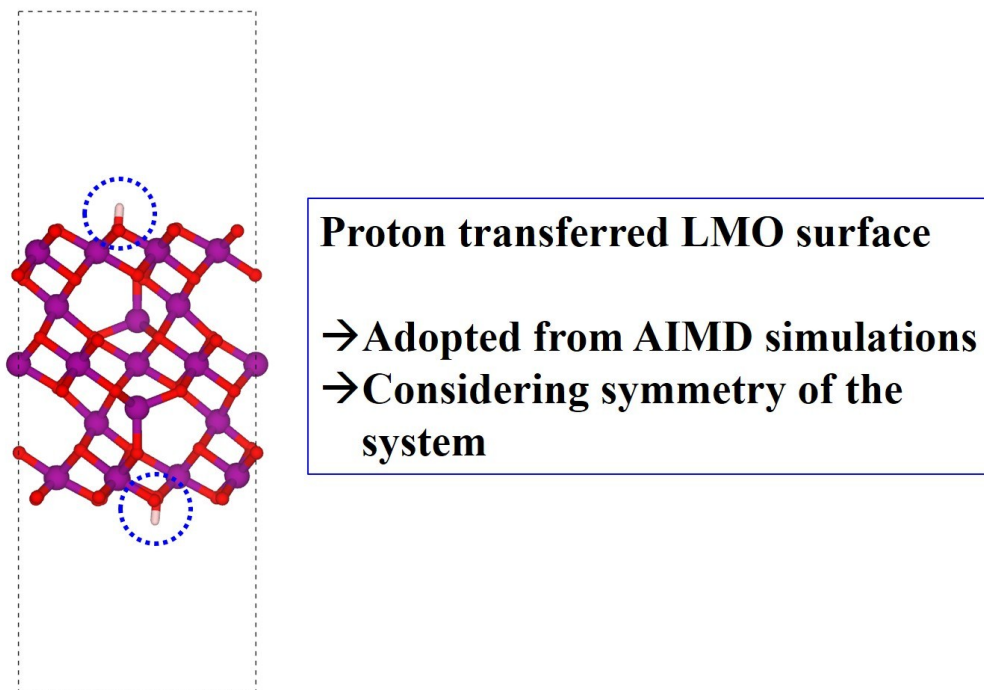 Proton transferred LMO surface
→Adopted from AIMD simulations
→Considering symmetry of the
system